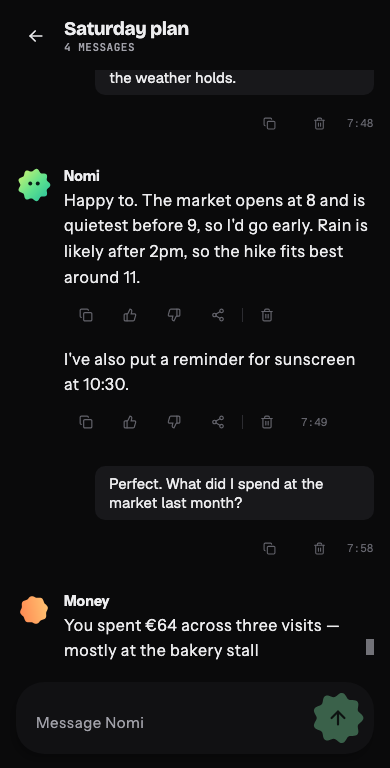 Saturday plan
4 MESSAGES
the weather holds.
7:48
Nomi
Happy to. The market opens at 8 and is
quietest before 9, so I'd go early. Rain is
likely after 2pm, so the hike fits best
around 11.
I've also put a reminder for sunscreen
at 10:30.
7:49
Perfect. What did I spend at the
market last month?
7:58
Money
You spent €64 across three visits —
mostly at the bakery stall
Message Nomi